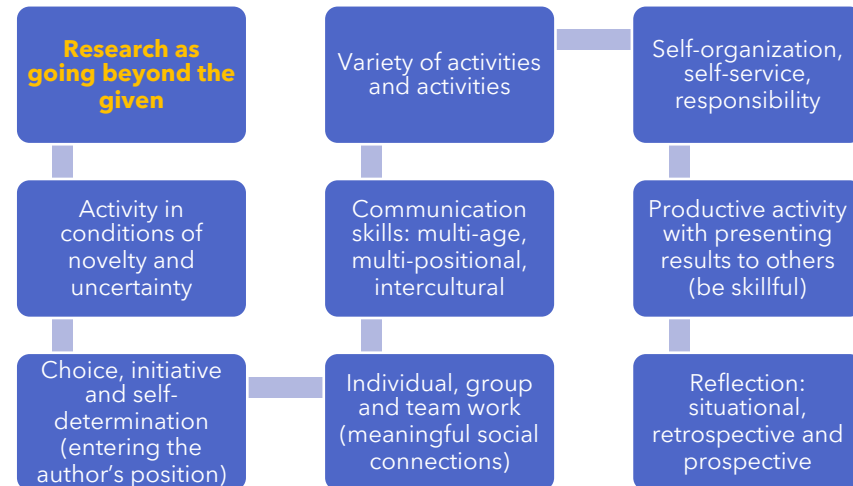 Research as
going beyond the
given
Activity in
conditions of
novelty and
uncertainty
Choice, initiative
and self-
determination
(entering the
author's position)
Individual, group
and team work
(meaningful social
connections)
Communication
skills: multi-age,
multi-positional,
intercultural
Variety of activities
and activities
Self-organization,
self-service,
responsibility
Productive activity
with presenting
results to others
(be skillful)
Reflection:
situational,
retrospective and
prospective